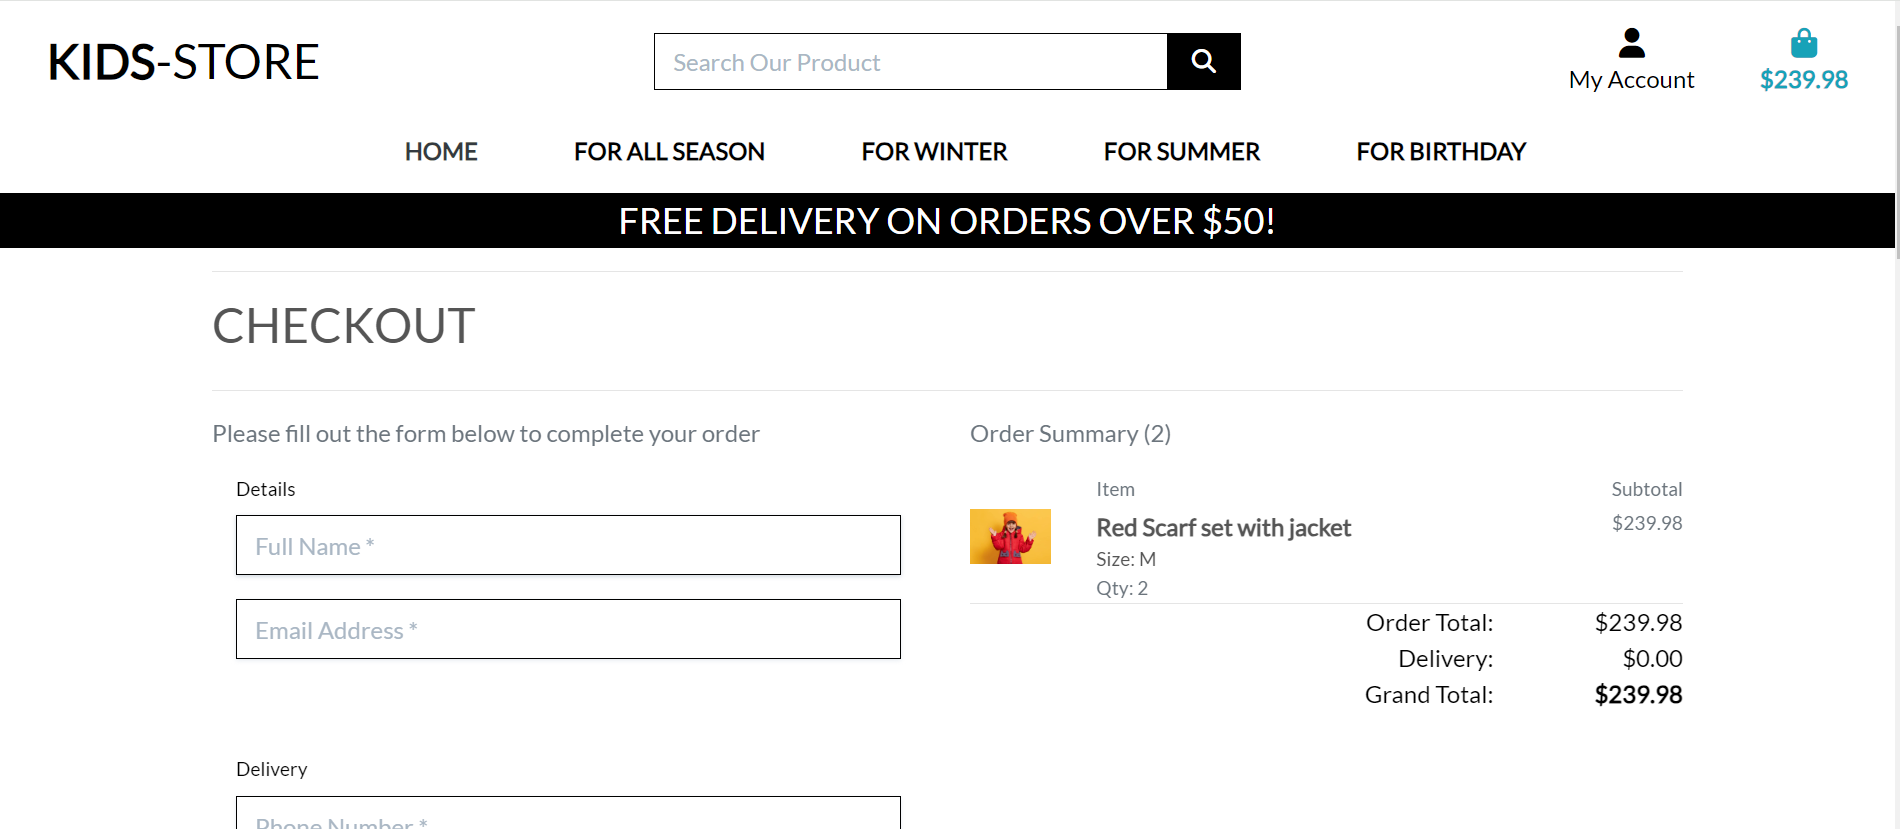 KIDS-STORE
Search Our Product
My Account
$239.98
HOME FOR ALL SEASON FOR WINTER FOR SUMMER FOR BIRTHDAY
FREE DELIVERY ON ORDERS OVER $50!
CHECKOUT
Please fill out the form below to complete your order
Details
Full Name *
Email Address *
Delivery
Phone Number *
Order Summary (2)
Item Subtotal
Red Scarf set with jacket $239.98
Size: M
Qty: 2
Order Total: $239.98
Delivery: $0.00
Grand Total: $239.98